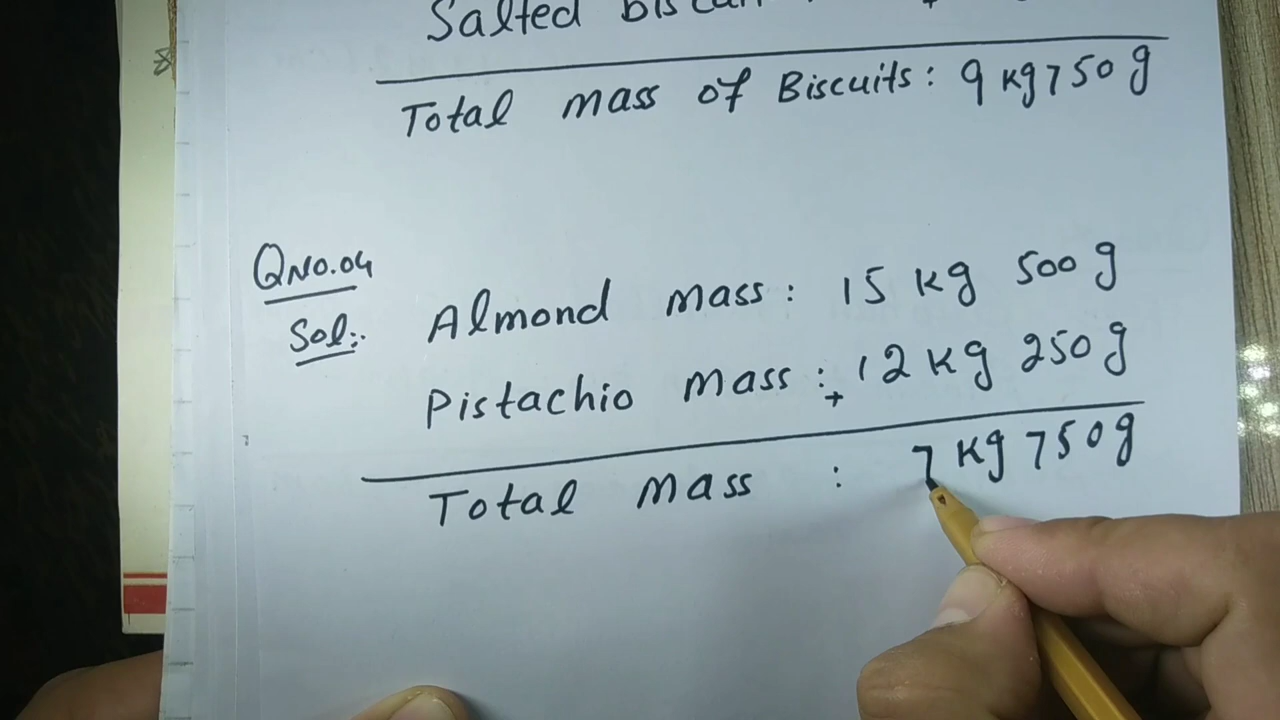 Salted
Total mass of Biscuits: 9 kg 750 g
QNO.04
Sol:. Almond mass: 15 kg 500 g
Pistachio mass: + 12 kg 250 g
Total mass : 7 kg 750 g